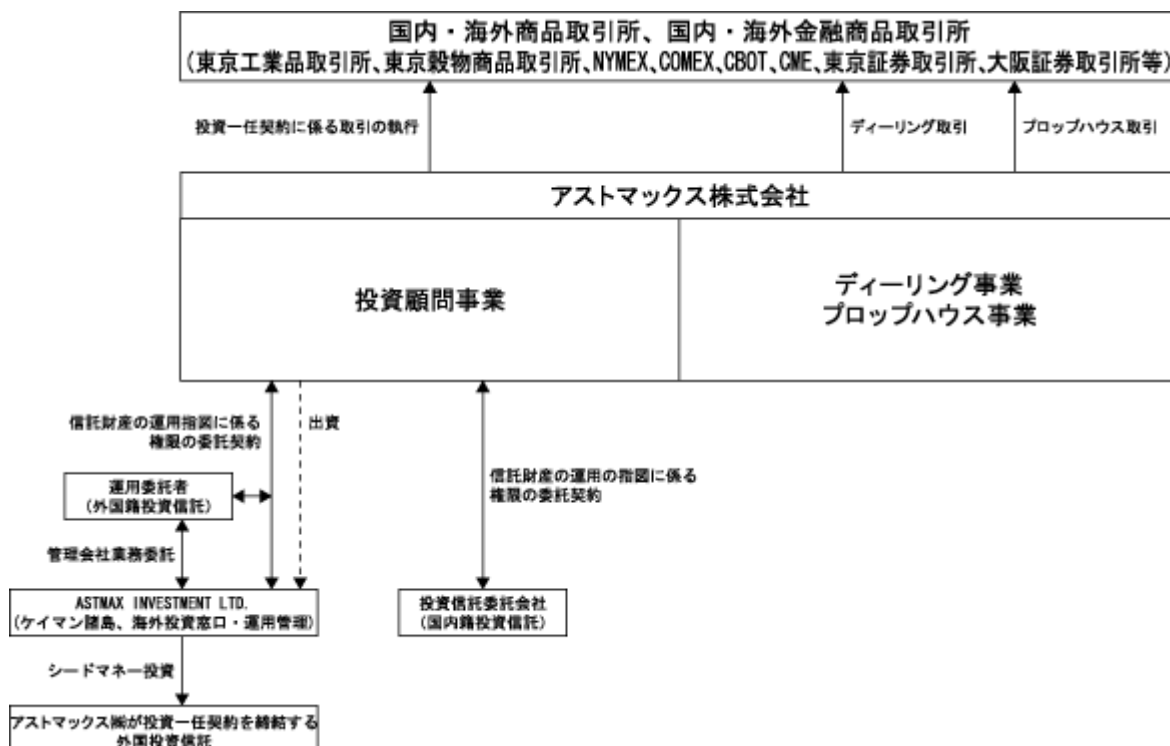 国内・海外商品取引所、国内・海外金融商品取引所
(東京工業品取引所、東京穀物商品取引所、NYMEX、COMEX、CBOT、CME、東京証券取引所、大阪証券取引所等)
投資一任契約に係る取引の執行
ディーリング取引
プロップハウス取引
アストマックス株式会社
投資顧問事業
ディーリング事業
プロップハウス事業
信託財産の運用指図に係る
権限の委託契約
出資
運用委託者
(外国籍投資信託)
信託財産の運用の指図に係る
権限の委託契約
管理会社業務委託
ASTMAX INVESTMENT LTD.
(ケイマン諸島、海外投資窓口・運用管理)
投資信託委託会社
(国内籍投資信託)
シードマネー投資
アストマックス㈱が投資一任契約を締結する
外国投資信託